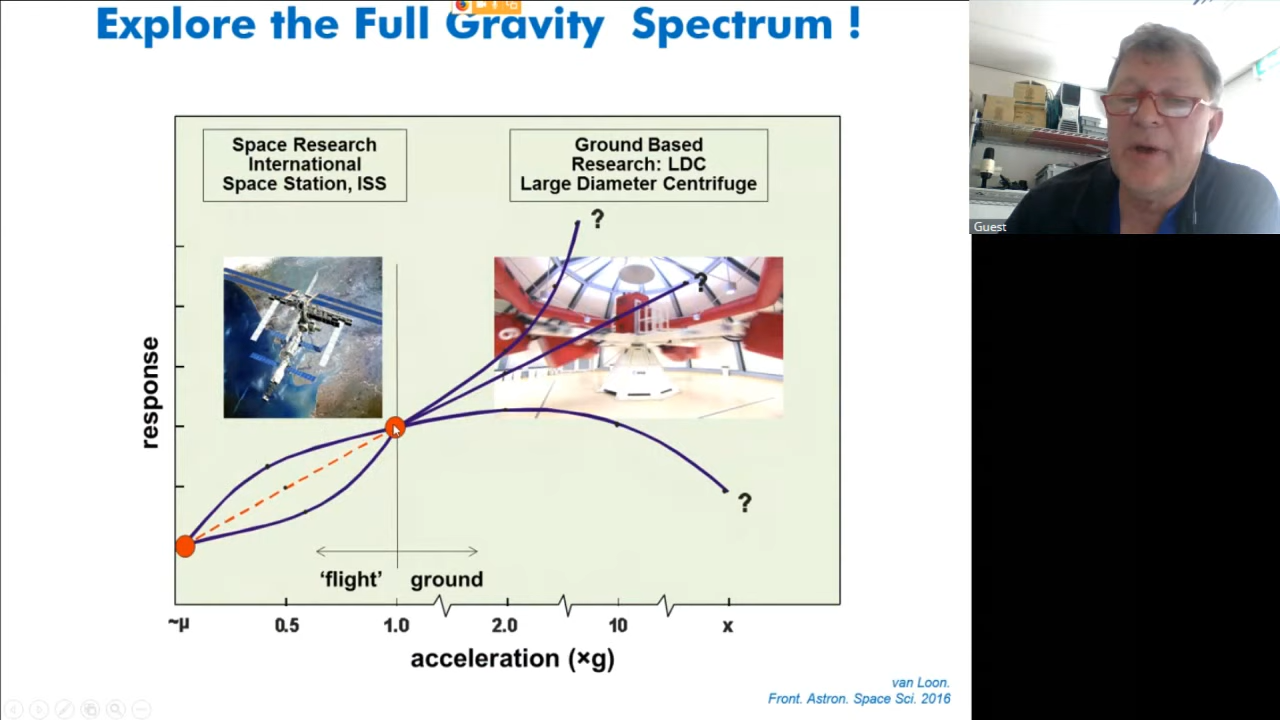 Explore the Full Gravity Spectrum !
Space Research
International
Space Station, ISS
Ground Based
Research: LDC
Large Diameter Centrifuge
?
?
?
response
‘flight’ ground
~µ 0.5 1.0 2.0 10 x
acceleration (×g)
van Loon.
Front. Astron. Space Sci. 2016
Guest